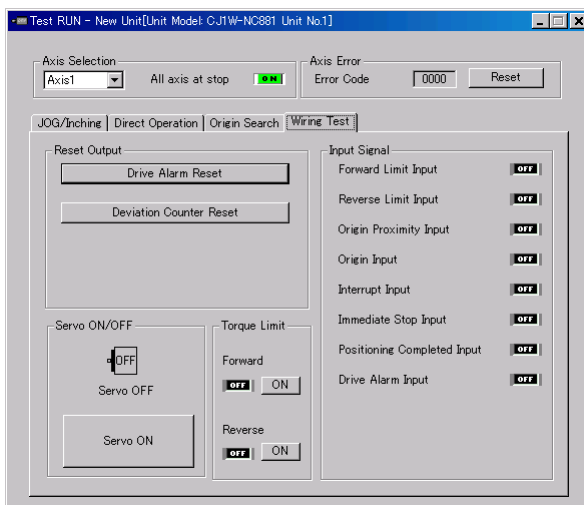 Test RUN - New Unit[Unit Model: CJ1W-NC881 Unit No.1]
Axis Selection
Axis1
All axis at stop
ON
Axis Error
Error Code
0000
Reset
JOG/Inching
Direct Operation
Origin Search
Wiring Test
Reset Output
Drive Alarm Reset
Deviation Counter Reset
Servo ON/OFF
OFF
Servo OFF
Servo ON
Torque Limit
Forward
OFF
ON
Reverse
OFF
ON
Input Signal
Forward Limit Input OFF
Reverse Limit Input OFF
Origin Proximity Input OFF
Origin Input OFF
Interrupt Input OFF
Immediate Stop Input OFF
Positioning Completed Input OFF
Drive Alarm Input OFF